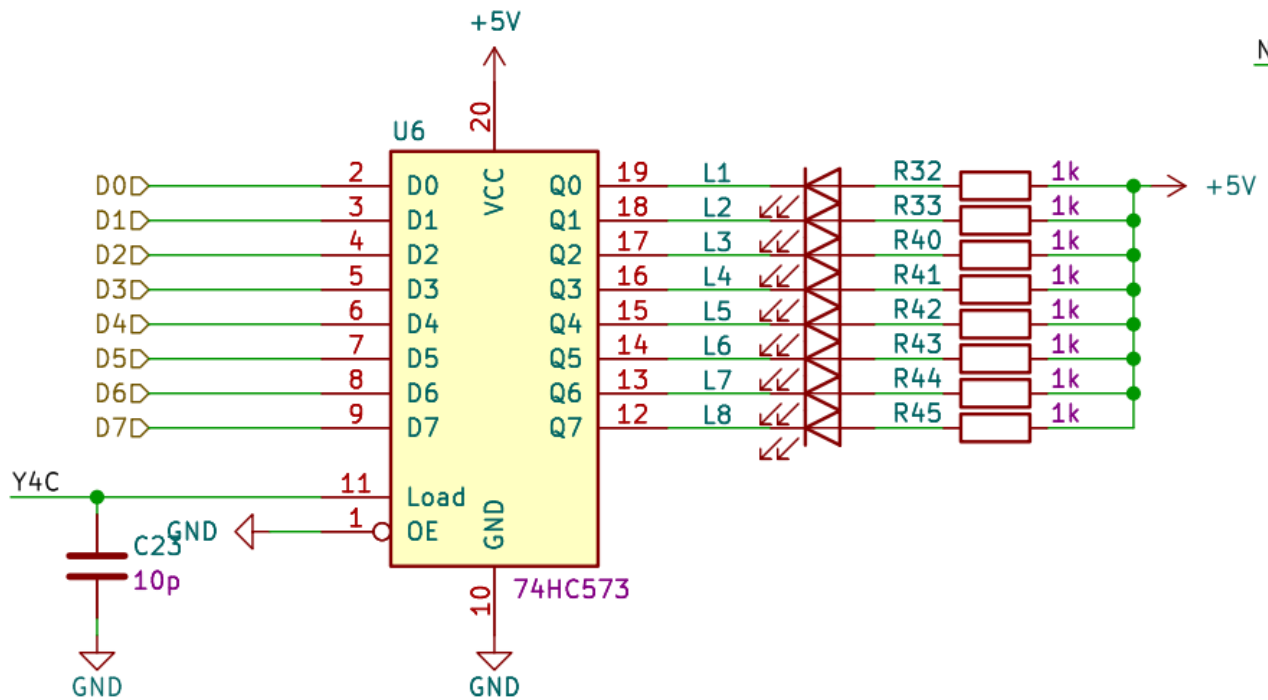 +5V
N
20
U6
D0 2 D0 VCC Q0 19 L1 R32 1k +5V
D1 3 D1 Q1 18 L2 R33 1k
D2 4 D2 Q2 17 L3 R40 1k
D3 5 D3 Q3 16 L4 R41 1k
D4 6 D4 Q4 15 L5 R42 1k
D5 7 D5 Q5 14 L6 R43 1k
D6 8 D6 Q6 13 L7 R44 1k
D7 9 D7 Q7 12 L8 R45 1k
Y4C 11 Load
GND 1 OE GND
C23
10p 10 74HC573
GND GND